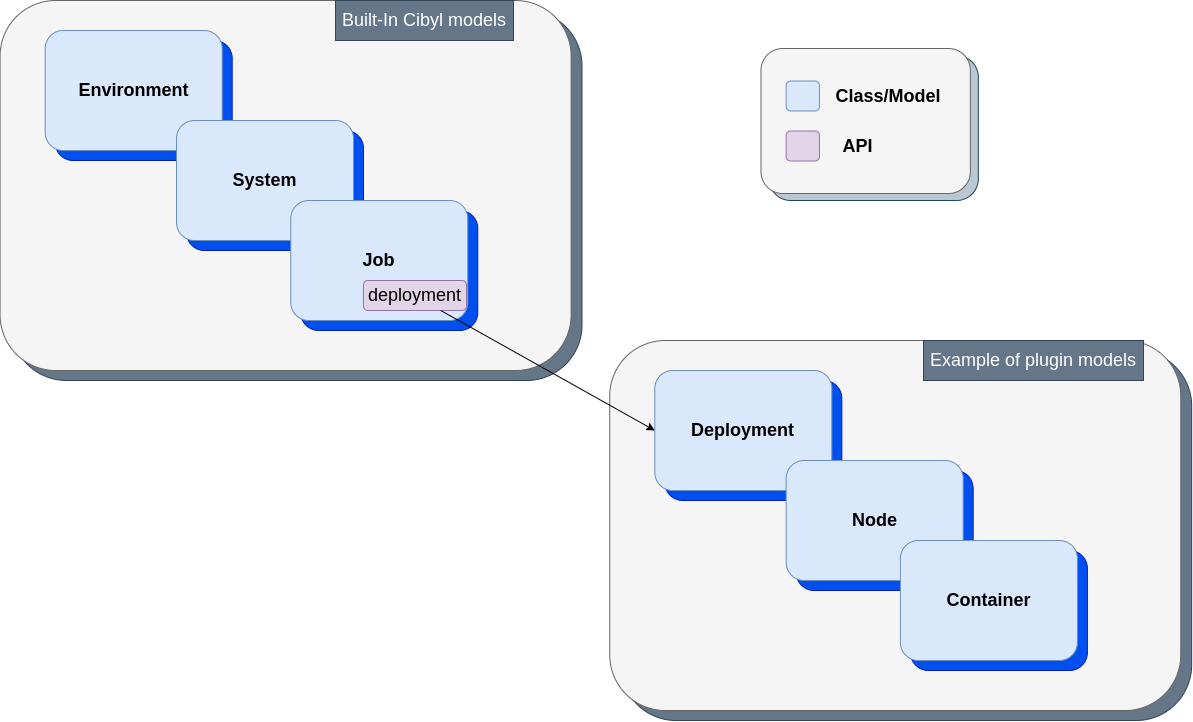 Built-In Cibyl models
Environment
System
Job
deployment
Class/Model
API
Example of plugin models
Deployment
Node
Container